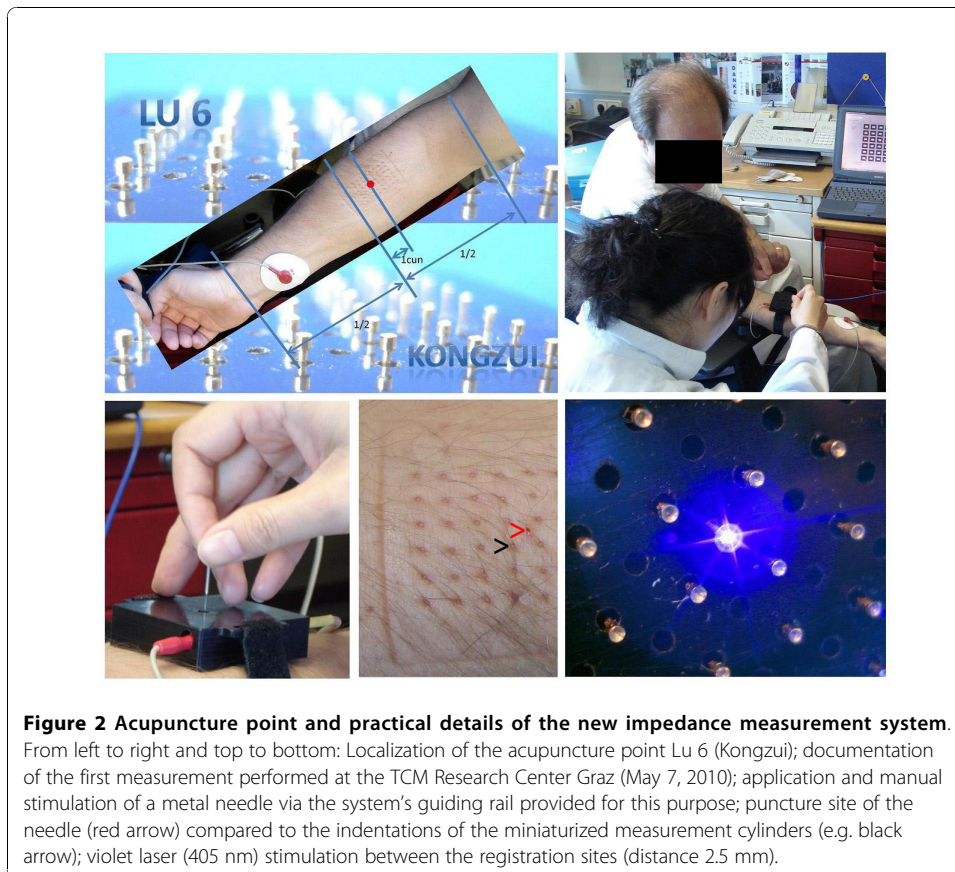 LU 6
1cun
1/2
1/2
KONGZUI
DANKE
>
>
Figure 2 Acupuncture point and practical details of the new impedance measurement system.
From left to right and top to bottom: Localization of the acupuncture point Lu 6 (Kongzui); documentation
of the first measurement performed at the TCM Research Center Graz (May 7, 2010); application and manual
stimulation of a metal needle via the system's guiding rail provided for this purpose; puncture site of the
needle (red arrow) compared to the indentations of the miniaturized measurement cylinders (e.g. black
arrow); violet laser (405 nm) stimulation between the registration sites (distance 2.5 mm).